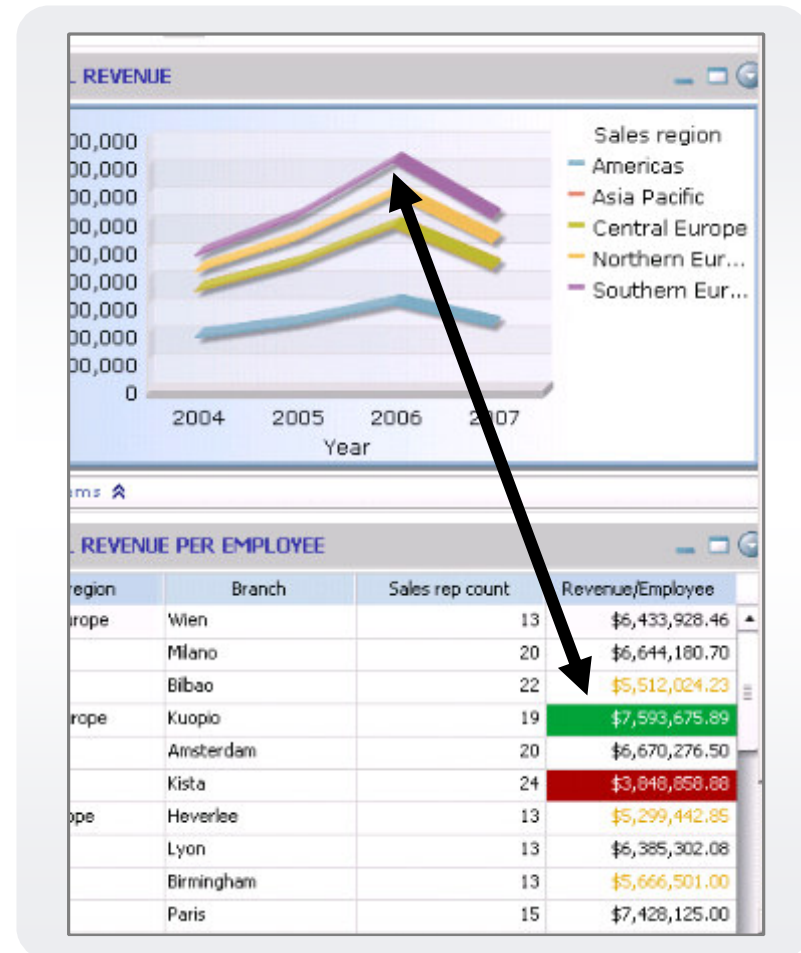 L REVENUE
00,000
00,000
00,000
00,000
00,000
00,000
00,000
00,000
00,000
0
2004 2005 2006 2007
Year
Sales region
Americas
Asia Pacific
Central Europe
Northern Eur...
Southern Eur...
ms
L REVENUE PER EMPLOYEE
region Branch Sales rep count Revenue/Employee
urope Wien 13 $6,433,928.46
Milano 20 $6,644,180.70
Bilbao 22 $5,512,024.23
rope Kuopio 19 $7,593,675.89
Amsterdam 20 $6,670,276.50
Kista 24 $3,848,858.88
ope Heverlee 13 $5,299,442.85
Lyon 13 $6,385,302.08
Birmingham 13 $5,666,501.00
Paris 15 $7,428,125.00